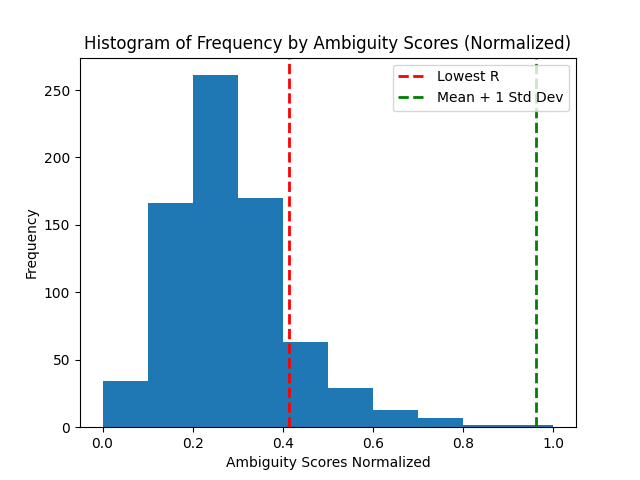 Histogram of Frequency by Ambiguity Scores (Normalized)
Lowest R
Mean + 1 Std Dev
Frequency
250
200
150
100
50
0
0.0 0.2 0.4 0.6 0.8 1.0
Ambiguity Scores Normalized